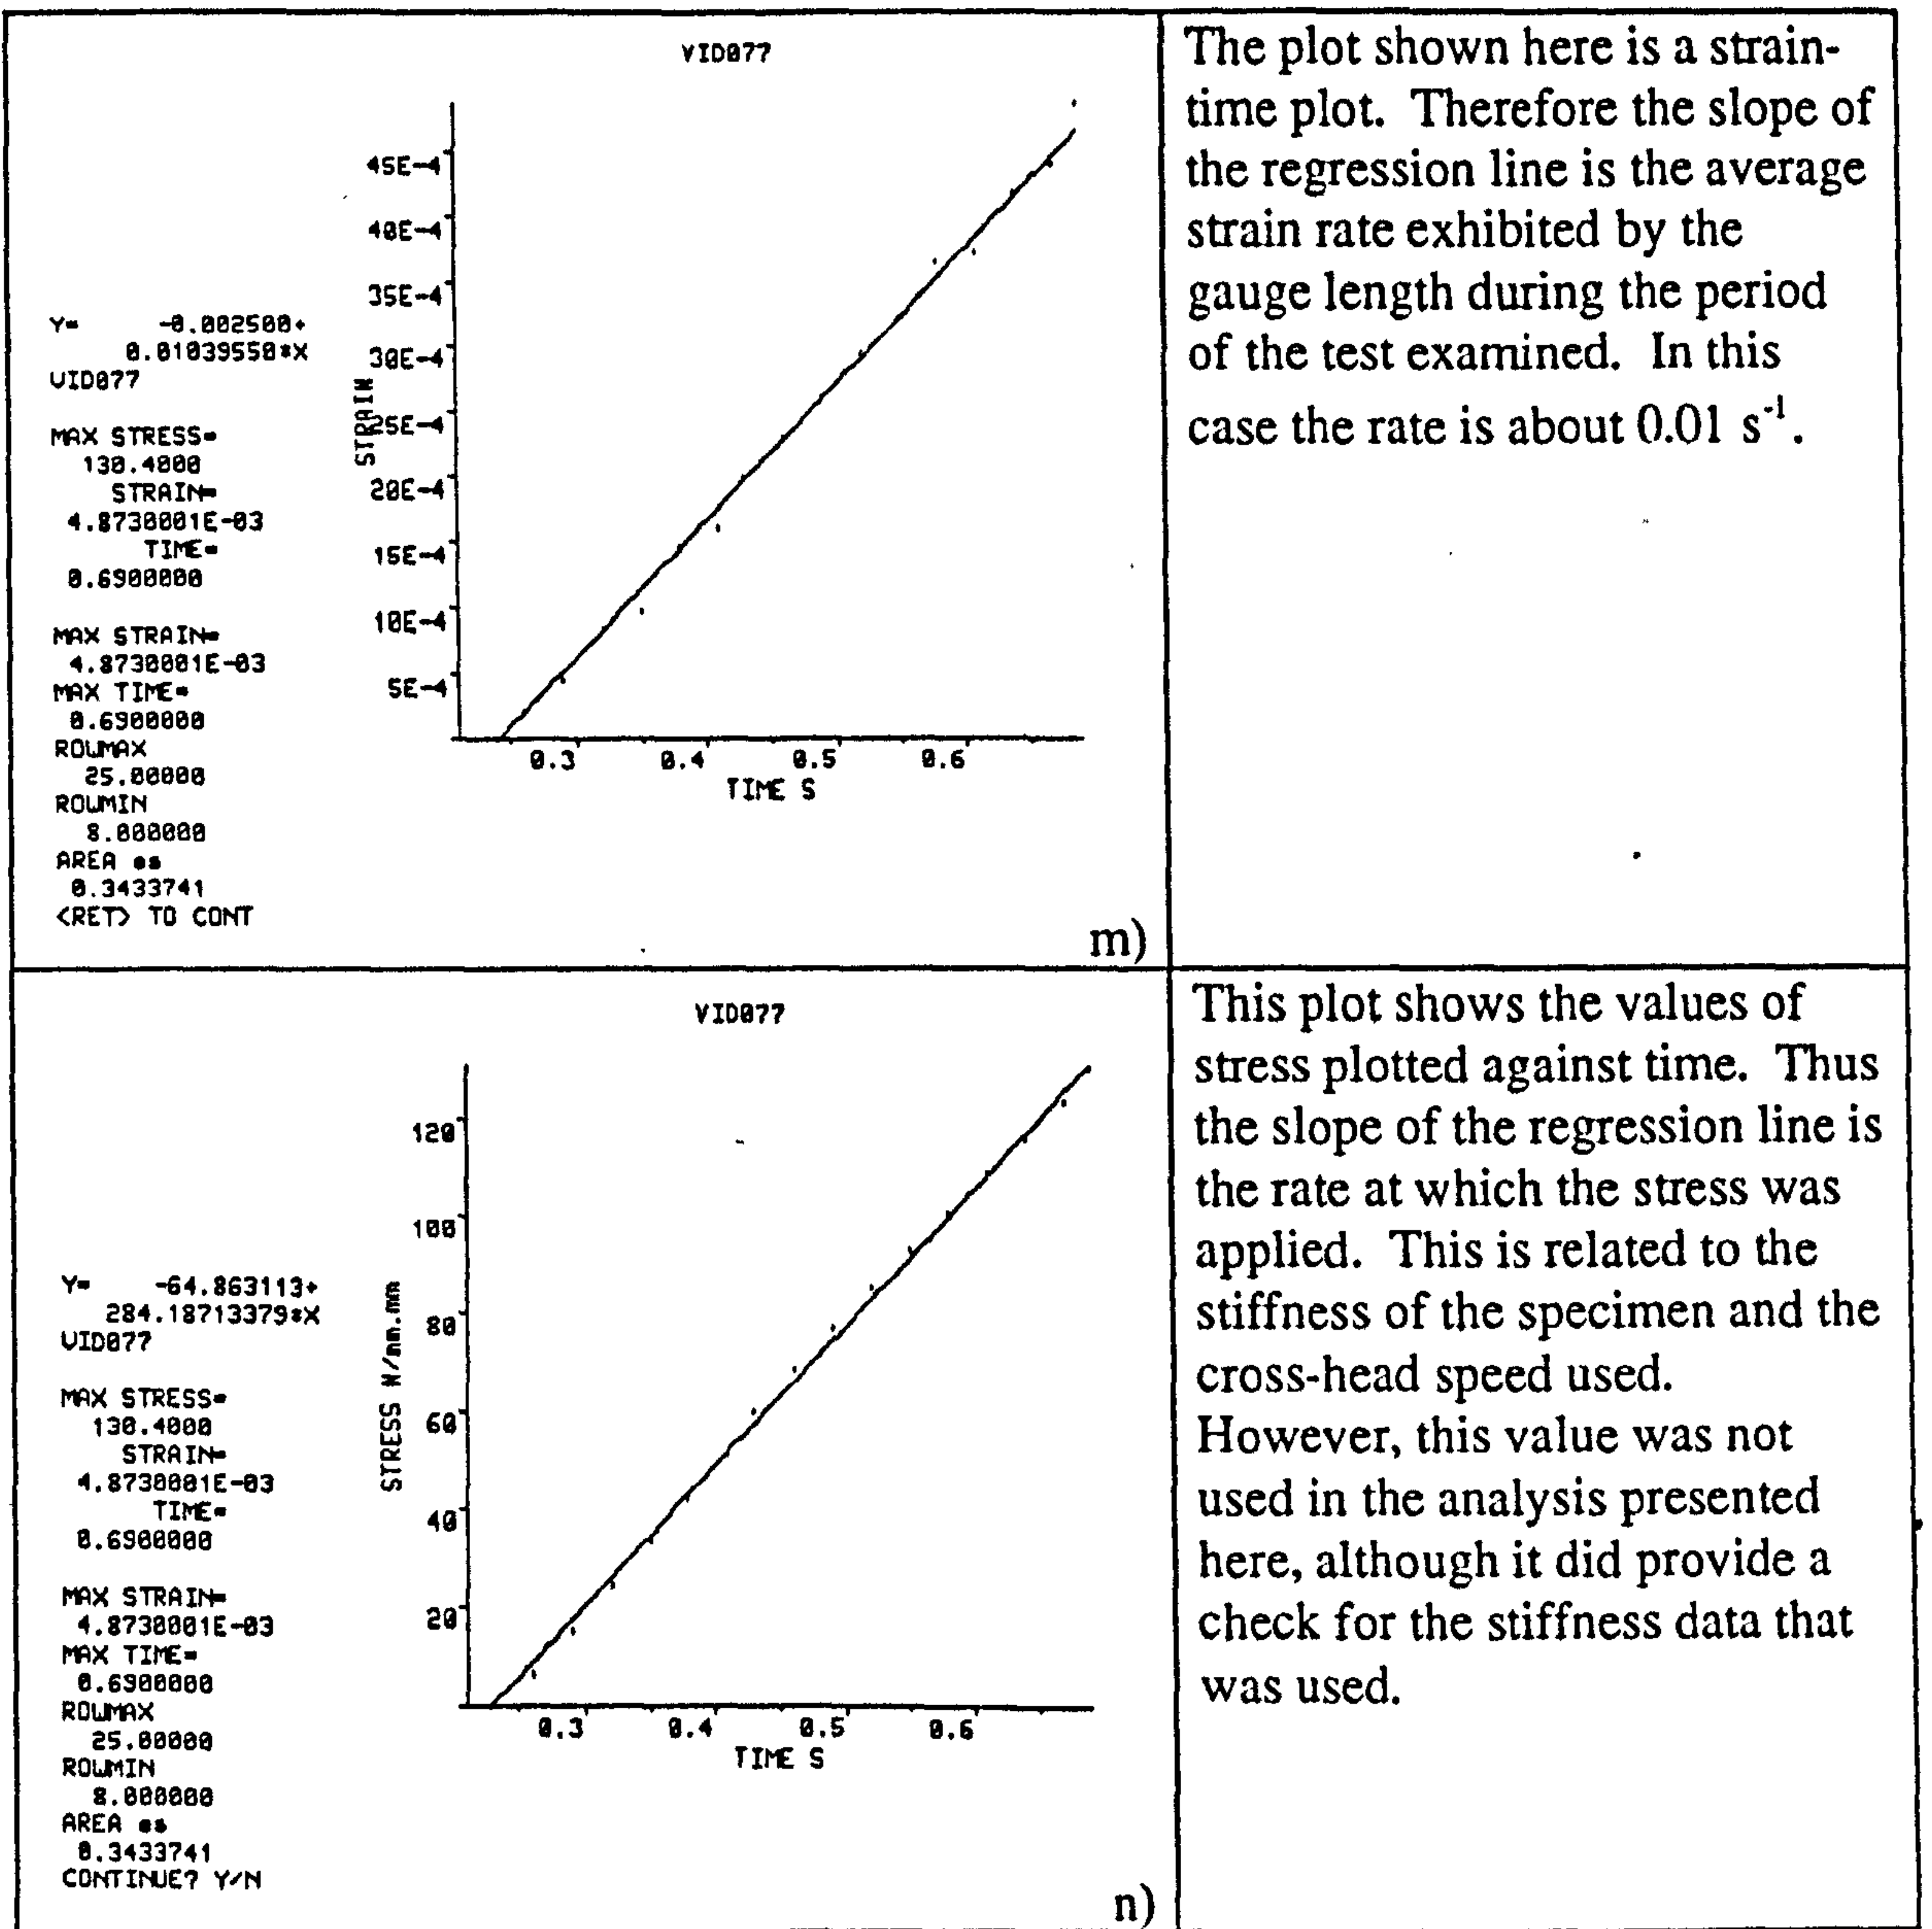 VID077
45E-4
40E-4
35E-4
30E-4
25E-4
20E-4
15E-4
10E-4
5E-4
STRAIN
0.3 0.4 0.5 0.6
TIME S
Y= -0.002500+
0.01039550*X
VID077
MAX STRESS=
130.4000
STRAIN=
4.8730001E-03
TIME=
0.6900000
MAX STRAIN=
4.8730001E-03
MAX TIME=
0.6900000
ROWMAX
25.00000
ROWMIN
8.000000
AREA es
0.3433741
<RET> TO CONT
m)
The plot shown here is a strain-
time plot. Therefore the slope of
the regression line is the average
strain rate exhibited by the
gauge length during the period
of the test examined. In this
case the rate is about 0.01 s⁻¹.
VID077
120
100
80
60
40
20
STRESS N/mm.mm
0.3 0.4 0.5 0.6
TIME S
Y= -64.863113+
284.18713379*X
VID077
MAX STRESS=
130.4000
STRAIN=
4.8730001E-03
TIME=
0.6900000
MAX STRAIN=
4.8730001E-03
MAX TIME=
0.6900000
ROWMAX
25.00000
ROWMIN
8.000000
AREA es
0.3433741
CONTINUE? Y/N
n)
This plot shows the values of
stress plotted against time. Thus
the slope of the regression line is
the rate at which the stress was
applied. This is related to the
stiffness of the specimen and the
cross-head speed used.
However, this value was not
used in the analysis presented
here, although it did provide a
check for the stiffness data that
was used.